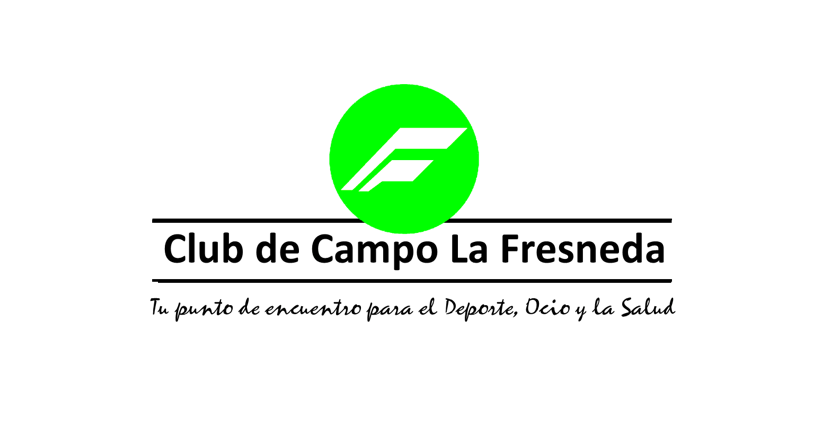 Club de Campo La Fresneda
Tu punto de encuentro para el Deporte, Ocio y la Salud